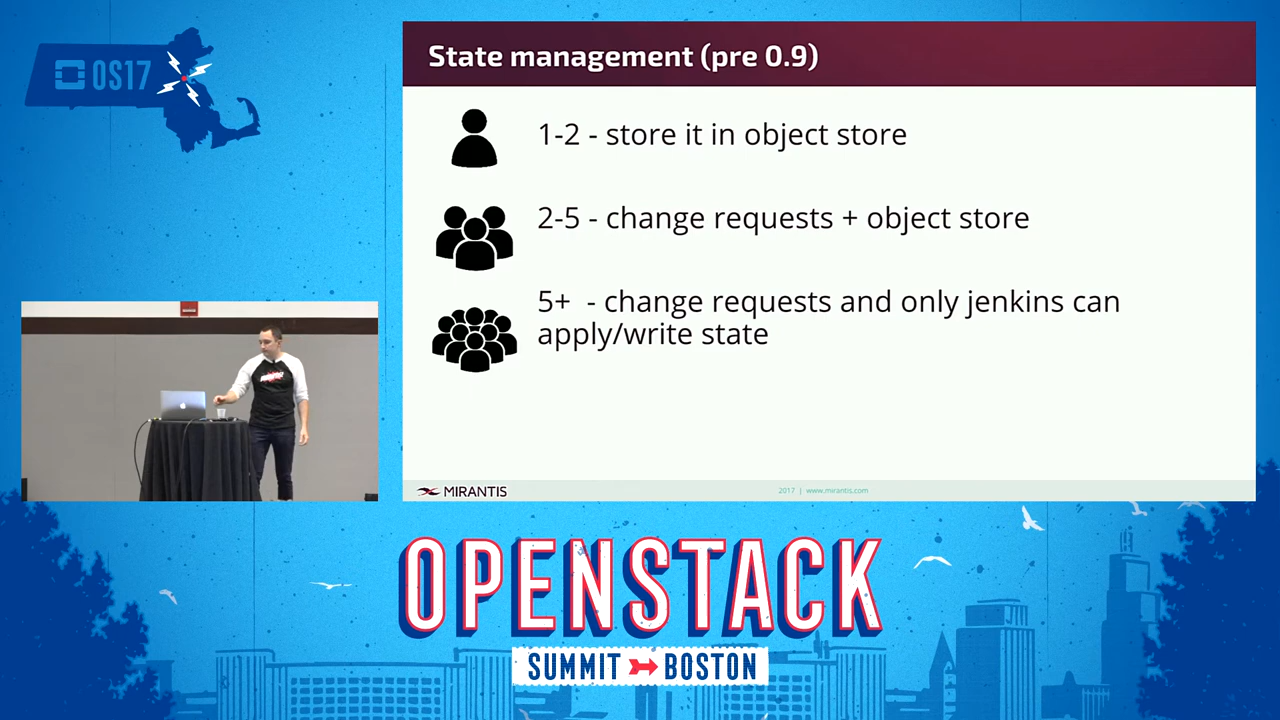 OS17
State management (pre 0.9)
1-2 - store it in object store
2-5 - change requests + object store
5+ - change requests and only jenkins can
apply/write state
MIRANTIS
2017 | www.mirantis.com
OPENSTACK
SUMMIT BOSTON